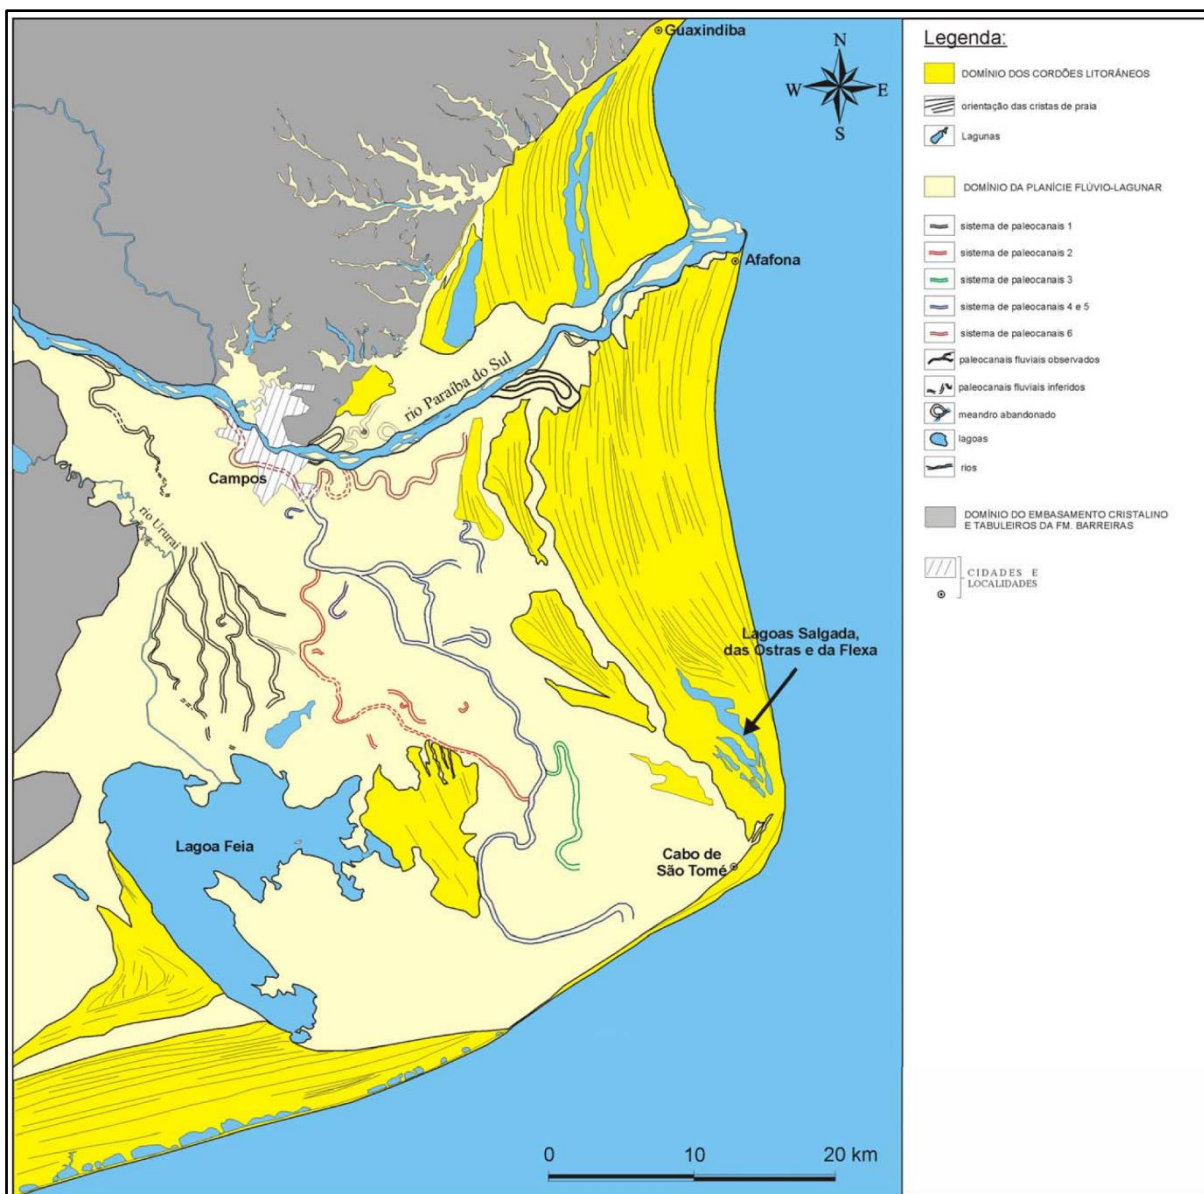 Guaxindiba
N
W
E
S
Afafona
rio Paraíba do Sul
Campos
rio Ururaí
Lagoas Salgada,
das Ostras e da Flexa
Lagoa Feia
Cabo de
São Tomé
0 10 20 km
Legenda:
DOMÍNIO DOS CORDÕES LITORÁNEOS
orientação das cristas de praia
Lagunas
DOMÍNIO DA PLANÍCIE FLÚVIO-LAGUNAR
sistema de paleocanais 1
sistema de paleocanais 2
sistema de paleocanais 3
sistema de paleocanais 4 e 5
sistema de paleocanais 6
paleocanais fluviais observados
paleocanais fluviais inferidos
meandro abandonado
lagoas
rios
DOMÍNIO DO EMBASAMENTO CRISTALINO
E TABULEIROS DA FM. BARREIRAS
CIDADES E
LOCALIDADES